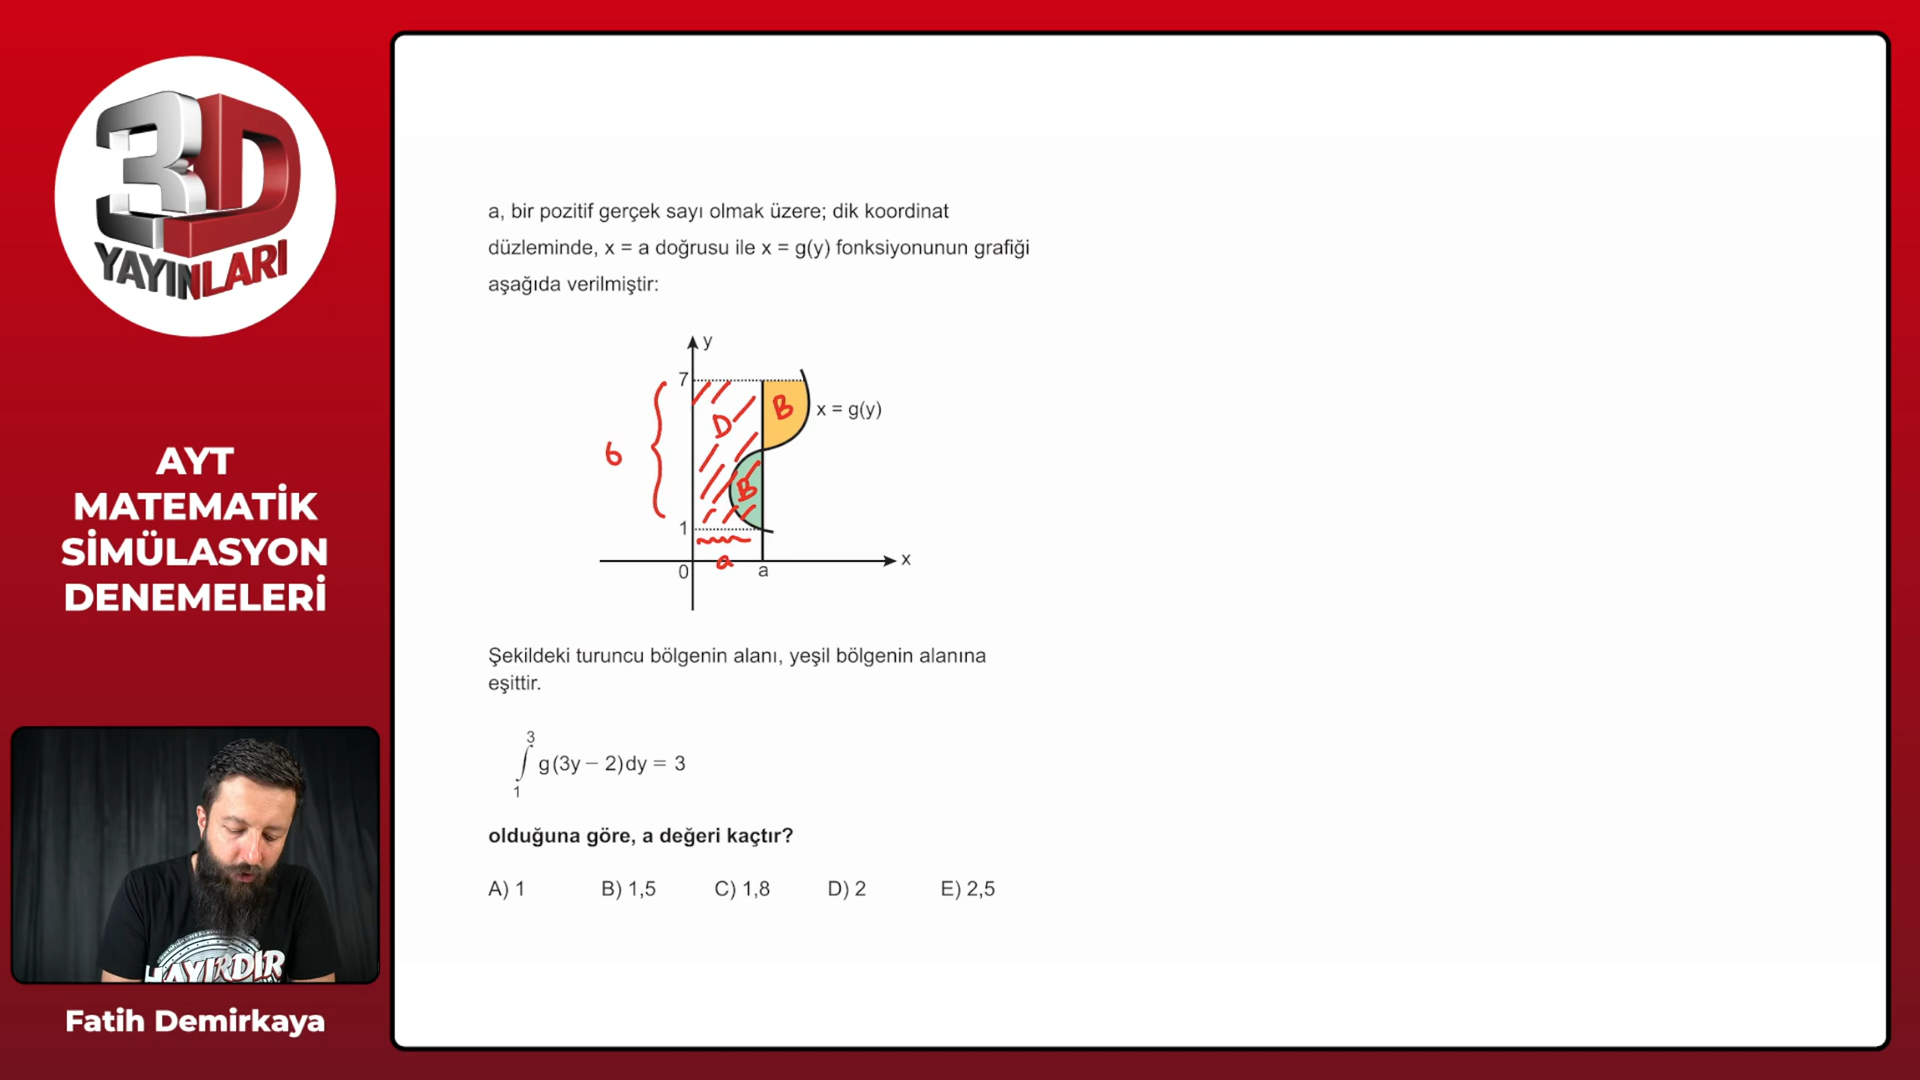 3D
YAYINLARI
AYT
MATEMATİK
SİMÜLASYON
DENEMELERİ
HAYIRDIR
Fatih Demirkaya
a, bir pozitif gerçek sayı olmak üzere; dik koordinat
düzleminde, x = a doğrusu ile x = g(y) fonksiyonunun grafiği
aşağıda verilmiştir:
y
7
D
B
x = g(y)
6
B
1
a
0
a
x
Şekildeki turuncu bölgenin alanı, yeşil bölgenin alanına
eşittir.
3
∫ g(3y – 2)dy = 3
1
olduğuna göre, a değeri kaçtır?
A) 1 B) 1,5 C) 1,8 D) 2 E) 2,5